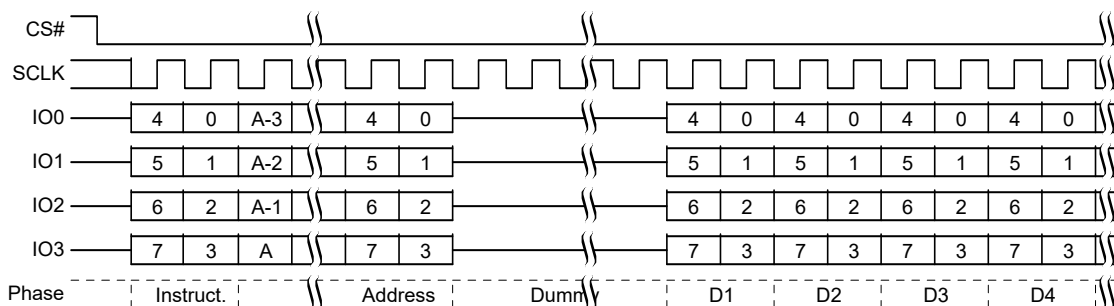 CS#
SCLK
IO0 4 0 A-3 4 0 4 0 4 0 4 0 4 0
IO1 5 1 A-2 5 1 5 1 5 1 5 1 5 1
IO2 6 2 A-1 6 2 6 2 6 2 6 2 6 2
IO3 7 3 A 7 3 7 3 7 3 7 3 7 3
Phase Instruct. Address Dummy D1 D2 D3 D4